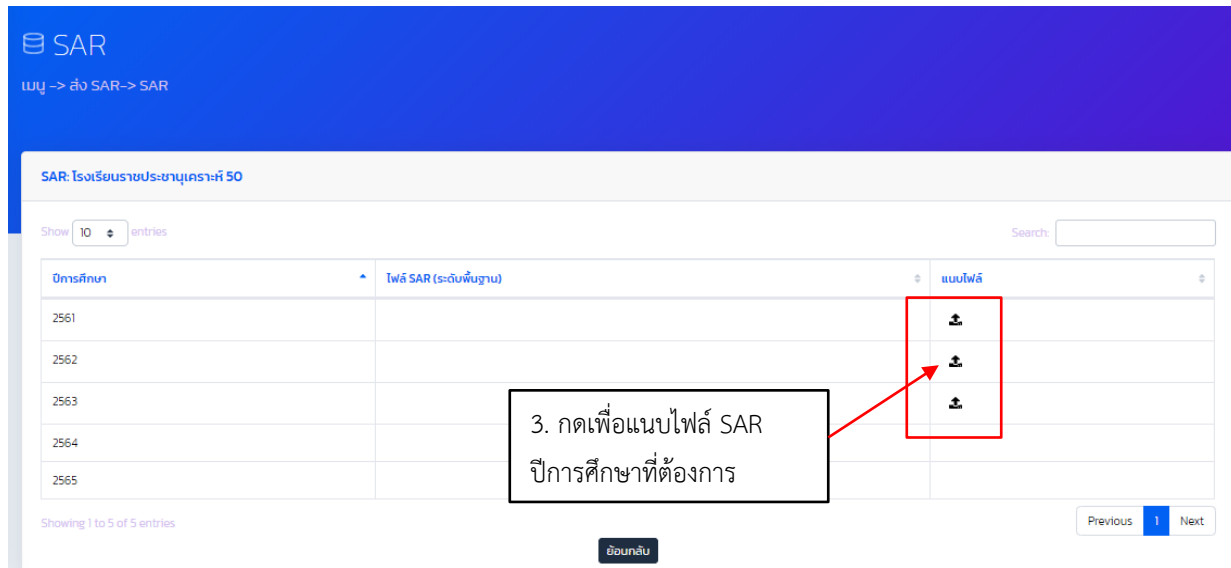 SAR
เมนู -> ส่ง SAR-> SAR
SAR: โรงเรียนราชประชานุเคราะห์ 50
Show 10 entries
Search:
ปีการศึกษา ไฟล์ SAR (ระดับพื้นฐาน) แนบไฟล์
2561
2562
2563
2564
2565
3. กดเพื่อแนบไฟล์ SAR
ปีการศึกษาที่ต้องการ
Showing 1 to 5 of 5 entries
Previous 1 Next
ย้อนกลับ